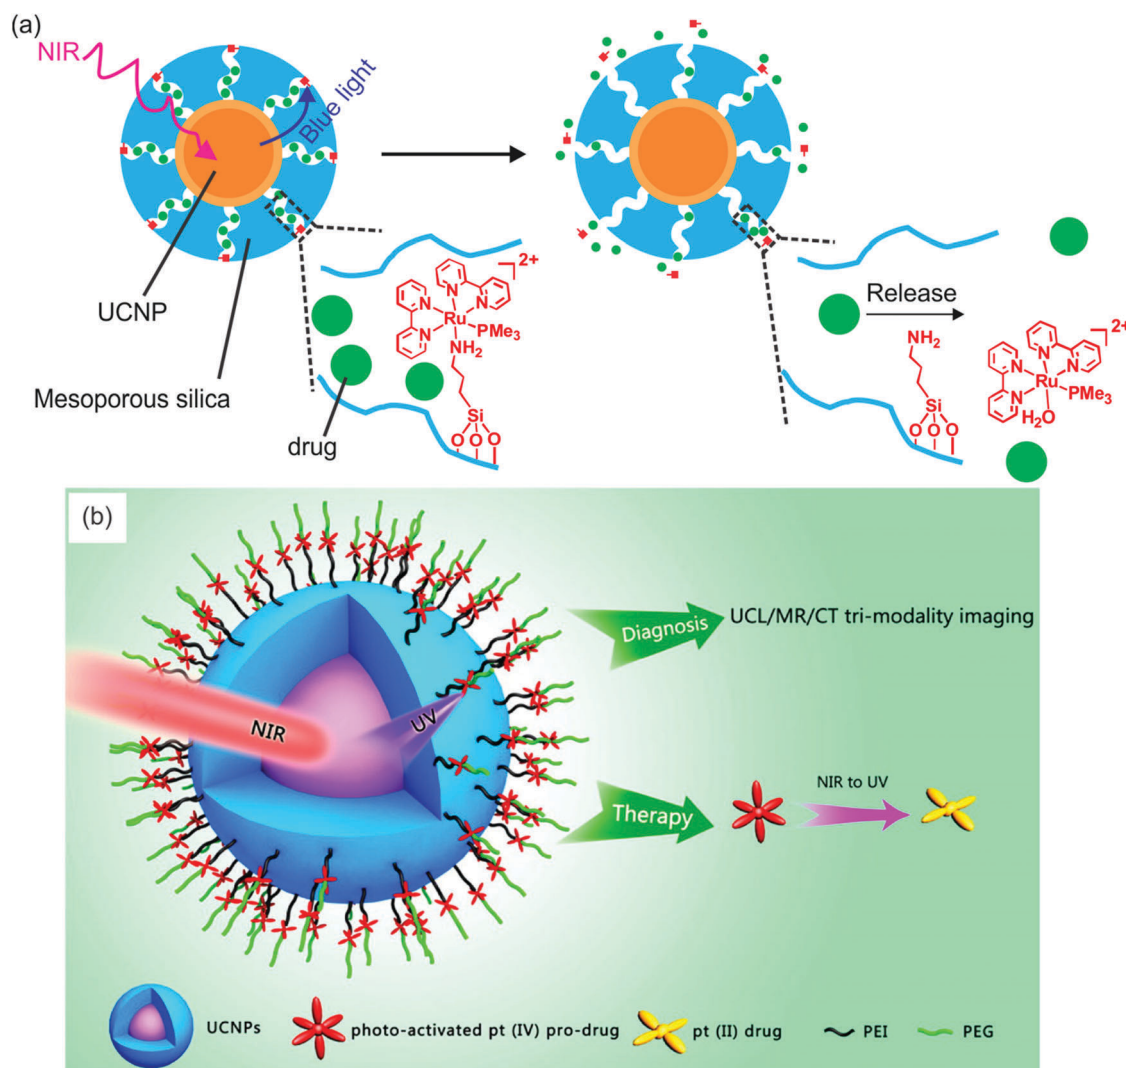 (a)
NIR
Blue light
UCNP
Mesoporous silica
drug
2+
N
N
N
N
Ru
PMe3
NH2
Si
O O O
Release
NH2
Si
O O O
2+
N
N
N
N
Ru
PMe3
H2O
(b)
NIR
UV
Diagnosis
UCL/MR/CT tri-modality imaging
Therapy
NIR to UV
UCNPs
photo-activated pt (IV) pro-drug
pt (II) drug
PEI
PEG